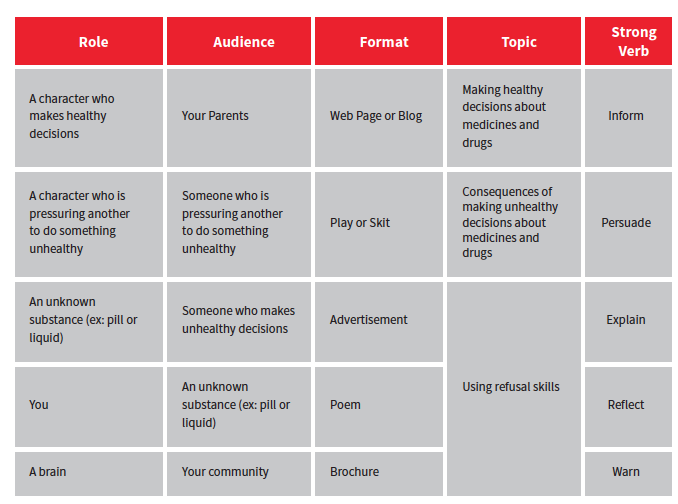 Role
Audience
Format
Topic
Strong
Verb
A character who
makes healthy
decisions
Your Parents
Web Page or Blog
Making healthy
decisions about
medicines and
drugs
Inform
A character who is
pressuring another
to do something
unhealthy
Someone who is
pressuring another
to do something
unhealthy
Play or Skit
Consequences of
making unhealthy
decisions about
medicines and
drugs
Persuade
An unknown
substance (ex: pill or
liquid)
Someone who makes
unhealthy decisions
Advertisement
Using refusal skills
Explain
You
An unknown
substance (ex: pill or
liquid)
Poem
Reflect
A brain
Your community
Brochure
Warn